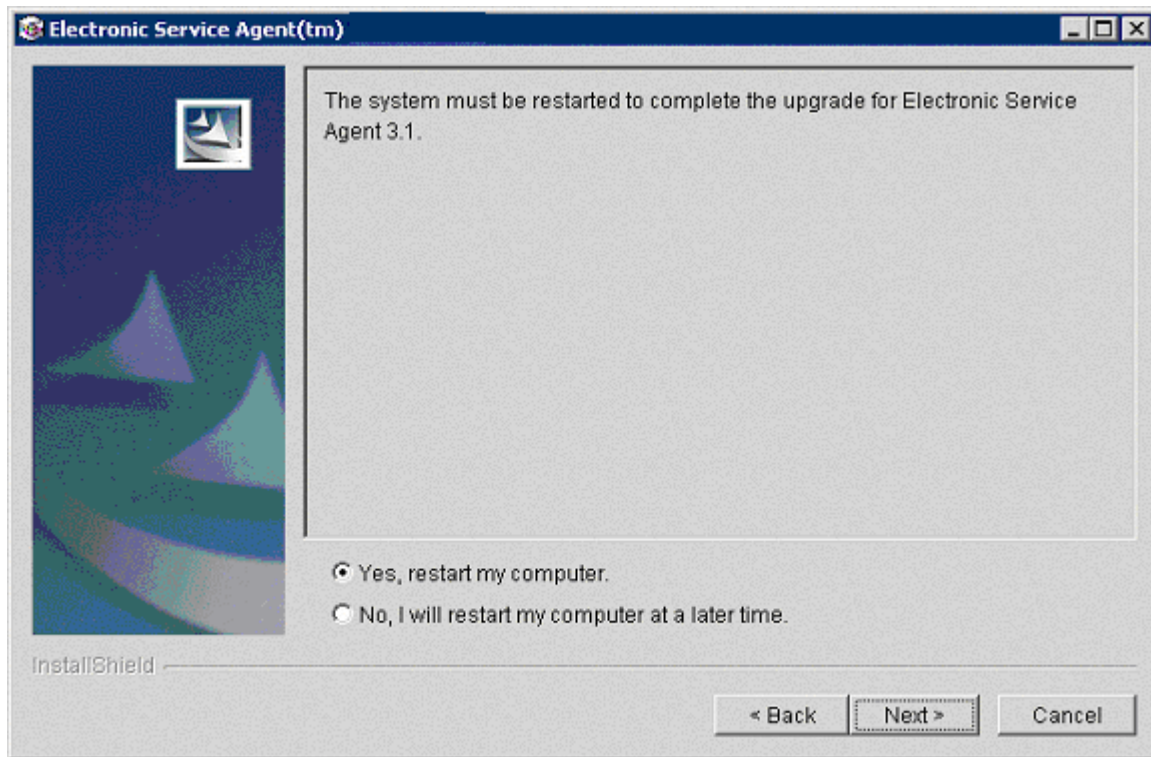 Electronic Service Agent(tm)
The system must be restarted to complete the upgrade for Electronic Service
Agent 3.1.
Yes, restart my computer.
No, I will restart my computer at a later time.
InstallShield
< Back
Next >
Cancel